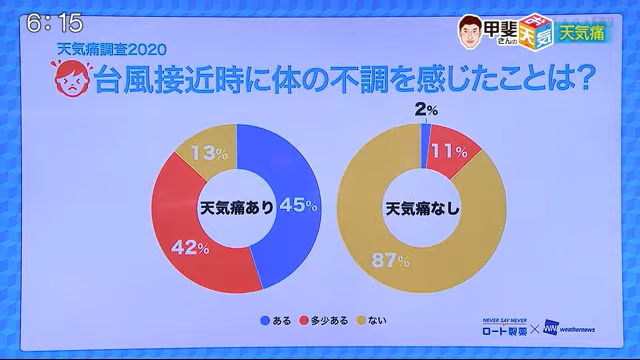 6:15
甲斐さんの
お天気
天気痛
天気痛調査2020
台風接近時に体の不調を感じたことは?
2%
13%
11%
天気痛あり
45%
天気痛なし
42%
87%
ある 多少ある ない
NEVER SAY NEVER
ロート製薬 × weathernews